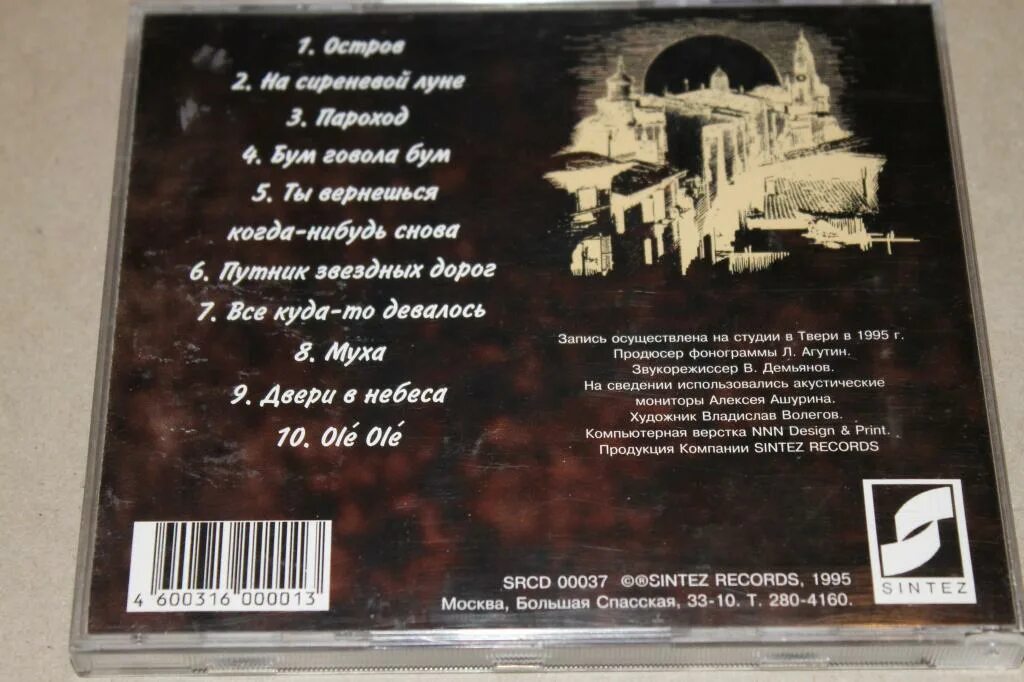 1. Остров
2. На сиреневой луне
3. Пароход
4. Бум говола бум
5. Ты вернешься
когда-нибудь снова
6. Путник звездных дорог
7. Все куда-то девалось
8. Муха
9. Двери в небеса
10. Olé Olé
Запись осуществлена на студии в Твери в 1995 г.
Продюсер фонограммы Л. Агутин.
Звукорежиссер В. Демьянов.
На сведении использовались акустические
мониторы Алексея Ашурина.
Художник Владислав Волегов.
Компьютерная верстка NNN Design & Print.
Продукция Компании SINTEZ RECORDS
SINTEZ
4 600316 000013
SRCD 00037 ©®SINTEZ RECORDS, 1995
Москва, Большая Спасская, 33-10. Т. 280-4160.